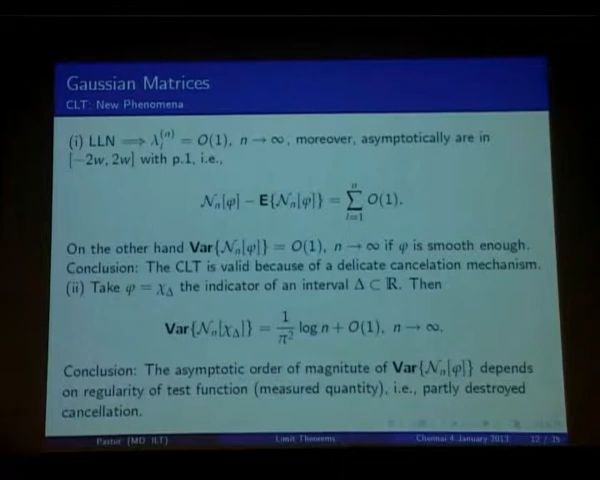 Gaussian Matrices
CLT: New Phenomena
(i) LLN ⟹ λ_l^{(n)} = O(1), n → ∞, moreover, asymptotically are in
[−2w, 2w] with p.1, i.e.,
𝒩_n[φ] − E{𝒩_n[φ]} = ∑_{l=1}^{n} O(1).
On the other hand Var{𝒩_n[φ]} = O(1), n → ∞ if φ is smooth enough.
Conclusion: The CLT is valid because of a delicate cancelation mechanism.
(ii) Take φ = χ_Δ the indicator of an interval Δ ⊂ ℝ. Then
Var{𝒩_n[χ_Δ]} = 1/π² log n + O(1), n → ∞.
Conclusion: The asymptotic order of magnitute of Var{𝒩_n[φ]} depends
on regularity of test function (measured quantity), i.e., partly destroyed
cancellation.
Pastur (MD, ILT) Limit Theorems Chennai 4 January 2013 12 /